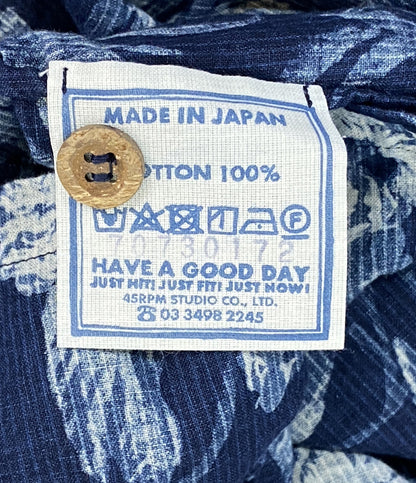 MADE IN JAPAN
COTTON 100%
70730172
HAVE A GOOD DAY
JUST HIT! JUST FIT! JUST NOW!
45RPM STUDIO CO., LTD.
☎ 03 3498 2245